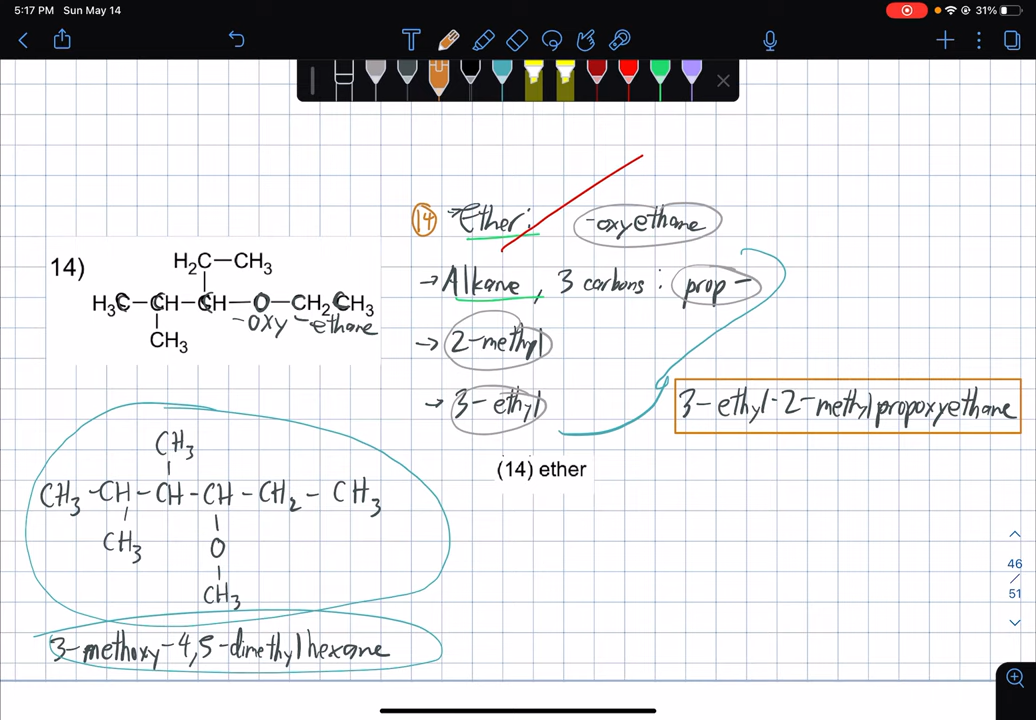 5:17 PM Sun May 14
31%
14)
H₂C—CH₃
H₃C—CH—CH—O—CH₂CH₃
-oxy-ethane
CH₃
14 → Ether: -oxyethane
→ Alkane, 3 carbons: prop-
→ 2-methyl
→ 3-ethyl
3-ethyl-2-methylpropoxyethane
(14) ether
CH₃
CH₃-CH-CH-CH-CH₂-CH₃
CH₃ O
CH₃
3-methoxy-4,5-dimethylhexane
46
/
51